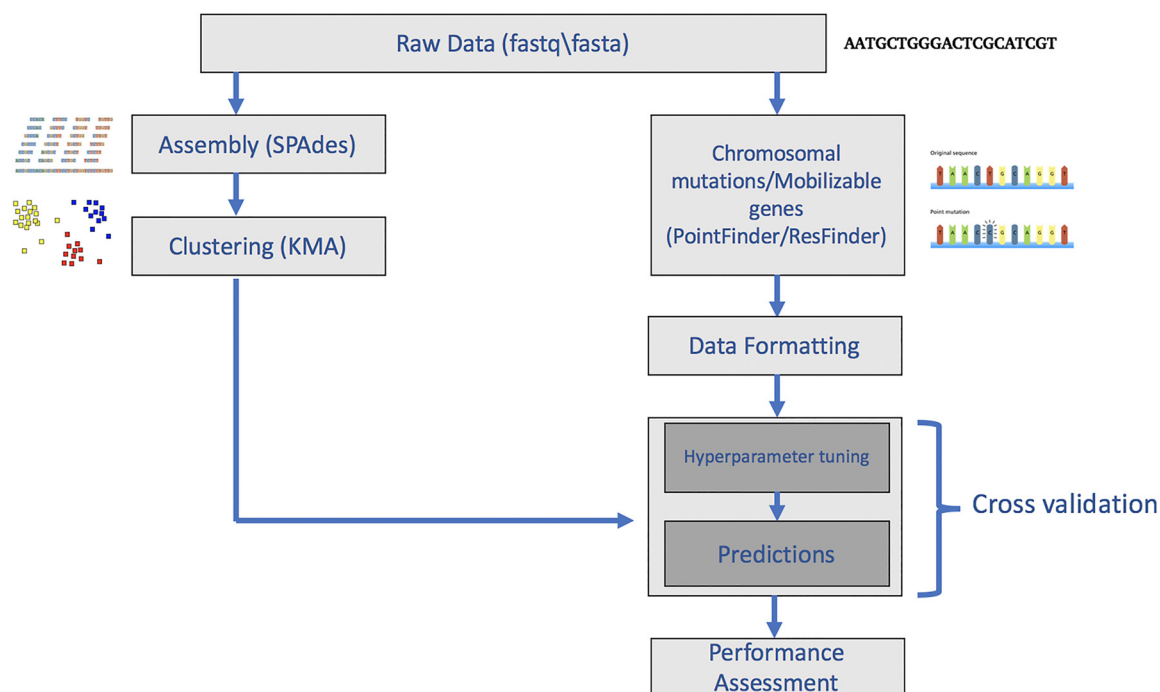 Raw Data (fastq\fasta)
AATGCTGGGACTCGCATCGT
Assembly (SPAdes)
Clustering (KMA)
Chromosomal
mutations/Mobilizable
genes
(PointFinder/ResFinder)
Original sequence
T A A C T G C A G G T
Point mutation
T A A C C G C A G G T
Data Formatting
Hyperparameter tuning
Predictions
Cross validation
Performance
Assessment